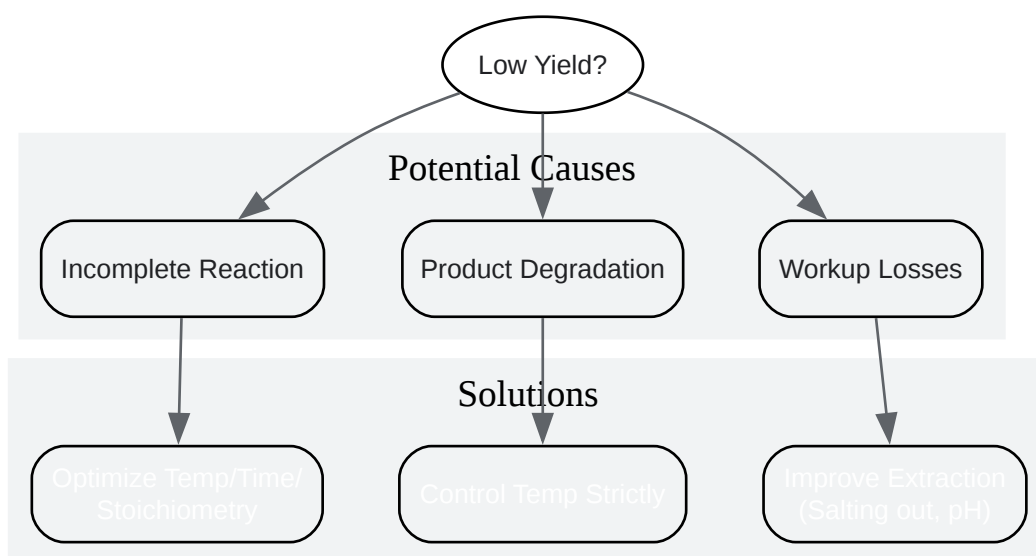 Low Yield?
Potential Causes
Incomplete Reaction
Product Degradation
Workup Losses
Solutions
Optimize Temp/Time/
Stoichiometry
Control Temp Strictly
Improve Extraction
(Salting out, pH)